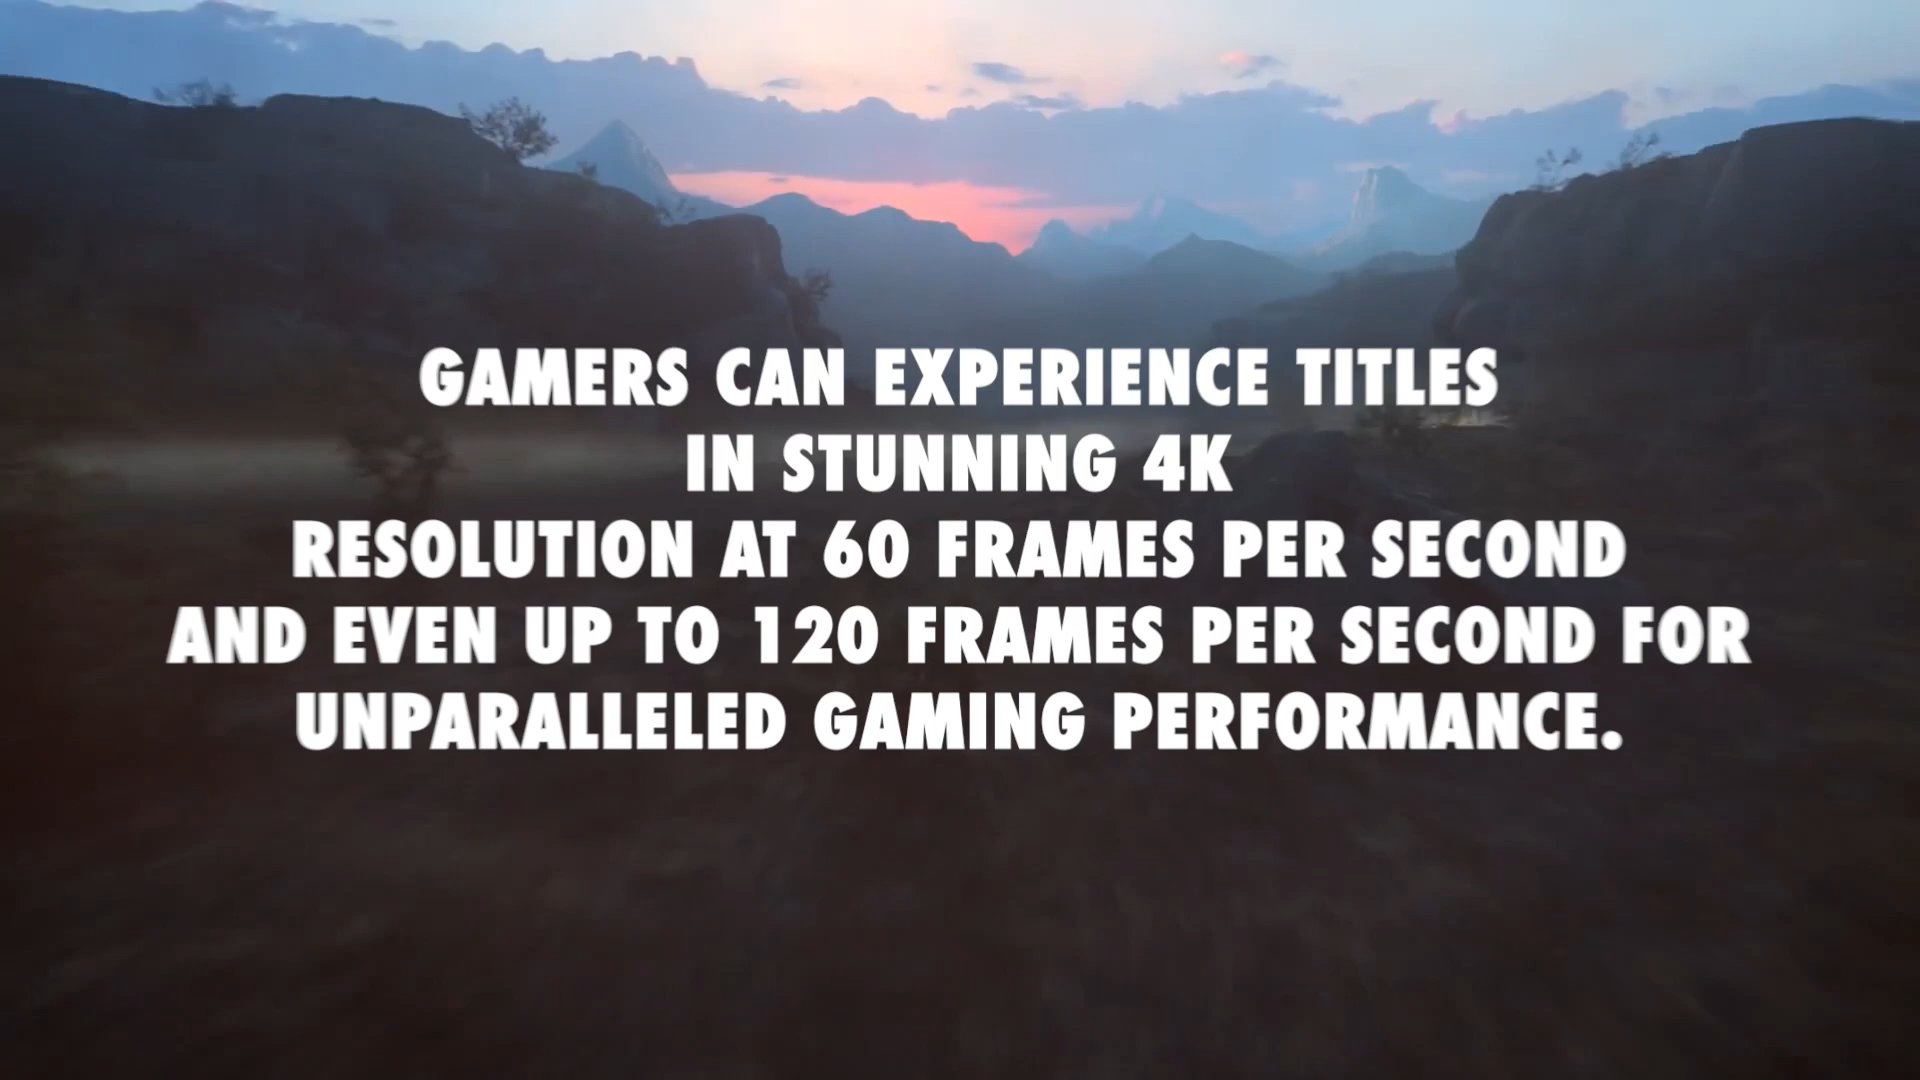 GAMERS CAN EXPERIENCE TITLES
IN STUNNING 4K
RESOLUTION AT 60 FRAMES PER SECOND
AND EVEN UP TO 120 FRAMES PER SECOND FOR
UNPARALLELED GAMING PERFORMANCE.